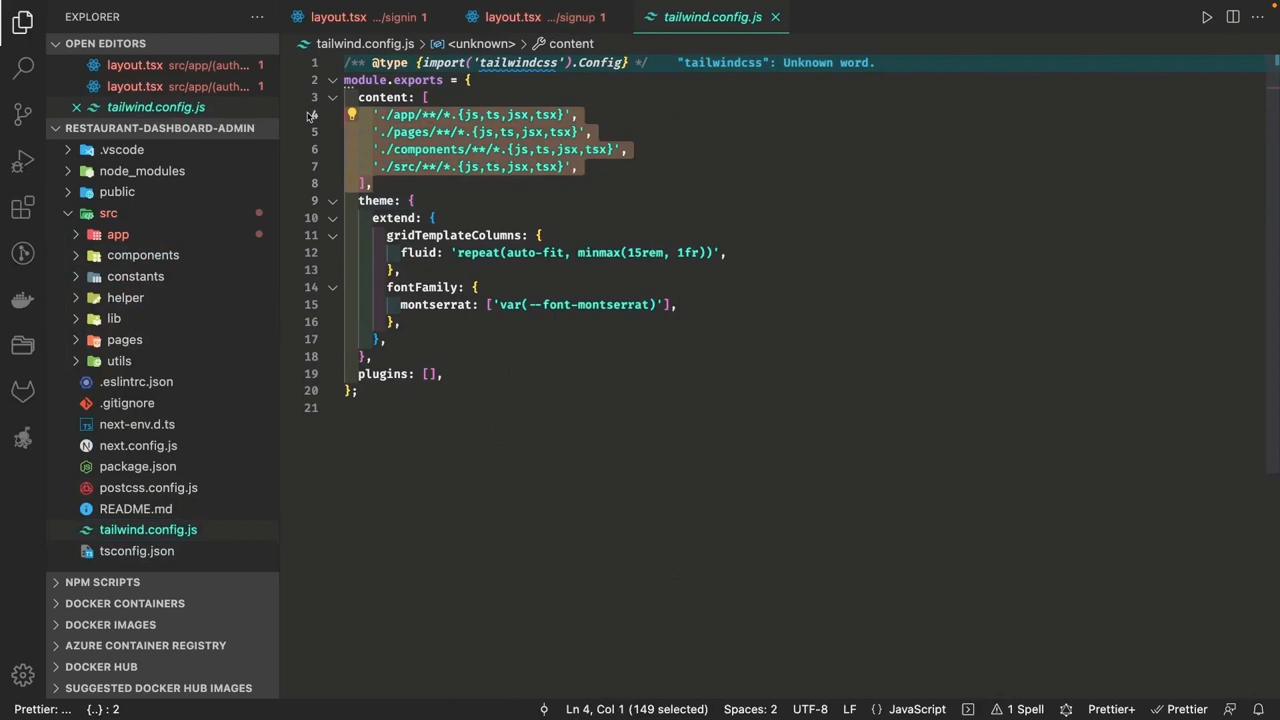 EXPLORER
layout.tsx .../signin 1
layout.tsx .../signup 1
tailwind.config.js
OPEN EDITORS
layout.tsx src/app/(auth... 1
layout.tsx src/app/(auth... 1
tailwind.config.js
RESTAURANT-DASHBOARD-ADMIN
.vscode
node_modules
public
src
app
components
constants
helper
lib
pages
utils
.eslintrc.json
.gitignore
next-env.d.ts
next.config.js
package.json
postcss.config.js
README.md
tailwind.config.js
tsconfig.json
NPM SCRIPTS
DOCKER CONTAINERS
DOCKER IMAGES
AZURE CONTAINER REGISTRY
DOCKER HUB
SUGGESTED DOCKER HUB IMAGES
tailwind.config.js > <unknown> > content
1 /** @type {import('tailwindcss').Config} */ "tailwindcss": Unknown word.
2 module.exports = {
3 content: [
4 './app/**/*.{js,ts,jsx,tsx}',
5 './pages/**/*.{js,ts,jsx,tsx}',
6 './components/**/*.{js,ts,jsx,tsx}',
7 './src/**/*.{js,ts,jsx,tsx}',
8 ],
9 theme: {
10 extend: {
11 gridTemplateColumns: {
12 fluid: 'repeat(auto-fit, minmax(15rem, 1fr))',
13 },
14 fontFamily: {
15 montserrat: ['var(--font-montserrat)'],
16 },
17 },
18 },
19 plugins: [],
20 };
21
Prettier: ... {..} : 2 Ln 4, Col 1 (149 selected) Spaces: 2 UTF-8 LF {} JavaScript 1 Spell Prettier+ Prettier